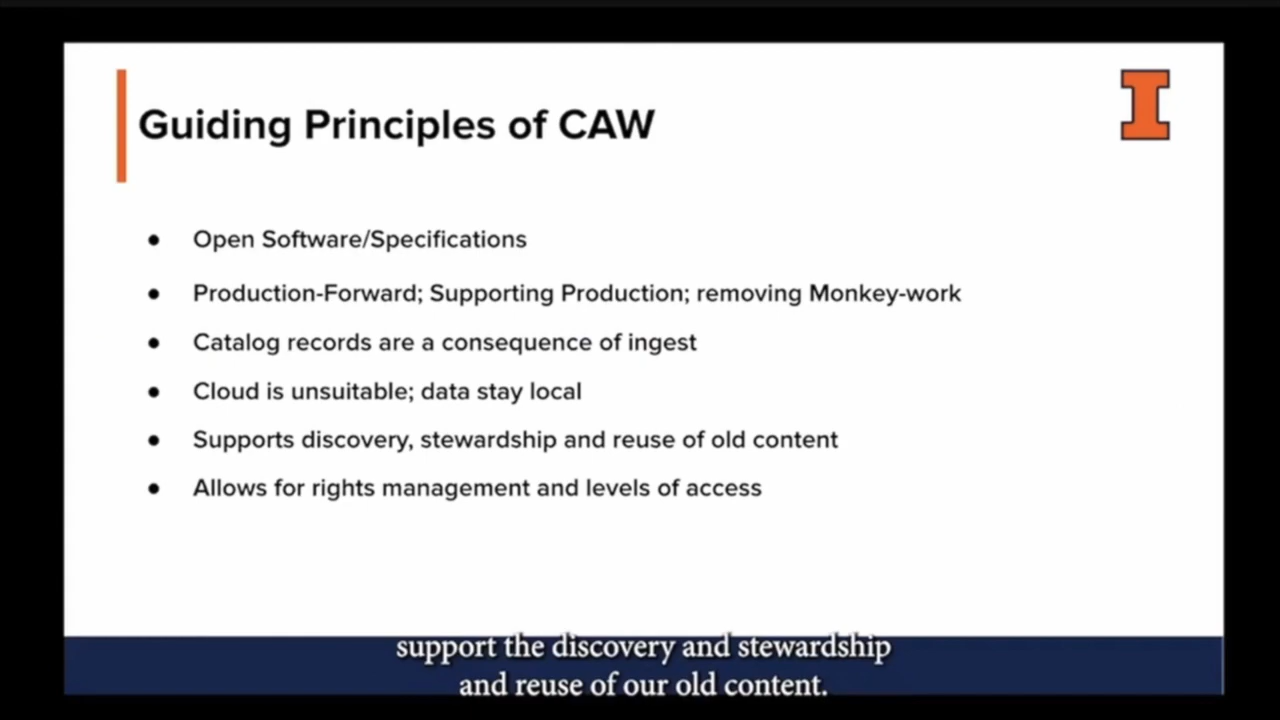 Guiding Principles of CAW
• Open Software/Specifications
• Production-Forward; Supporting Production; removing Monkey-work
• Catalog records are a consequence of ingest
• Cloud is unsuitable; data stay local
• Supports discovery, stewardship and reuse of old content
• Allows for rights management and levels of access
support the discovery and stewardship
and reuse of our old content.